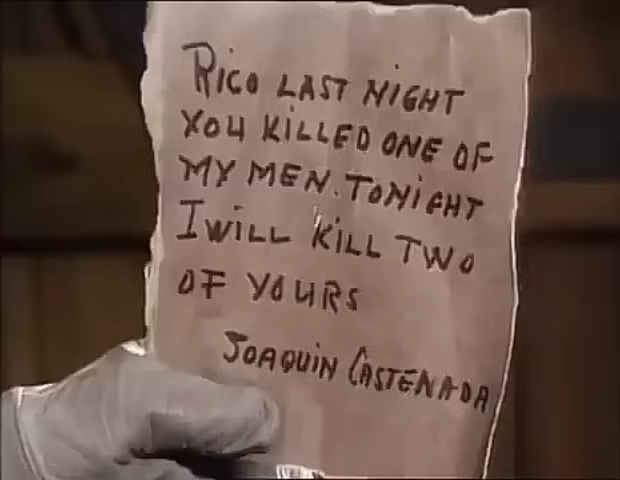 RICO LAST NIGHT
YOU KILLED ONE OF
MY MEN. TONIGHT
I WILL KILL TWO
OF YOURS
JOAQUIN CASTENADA